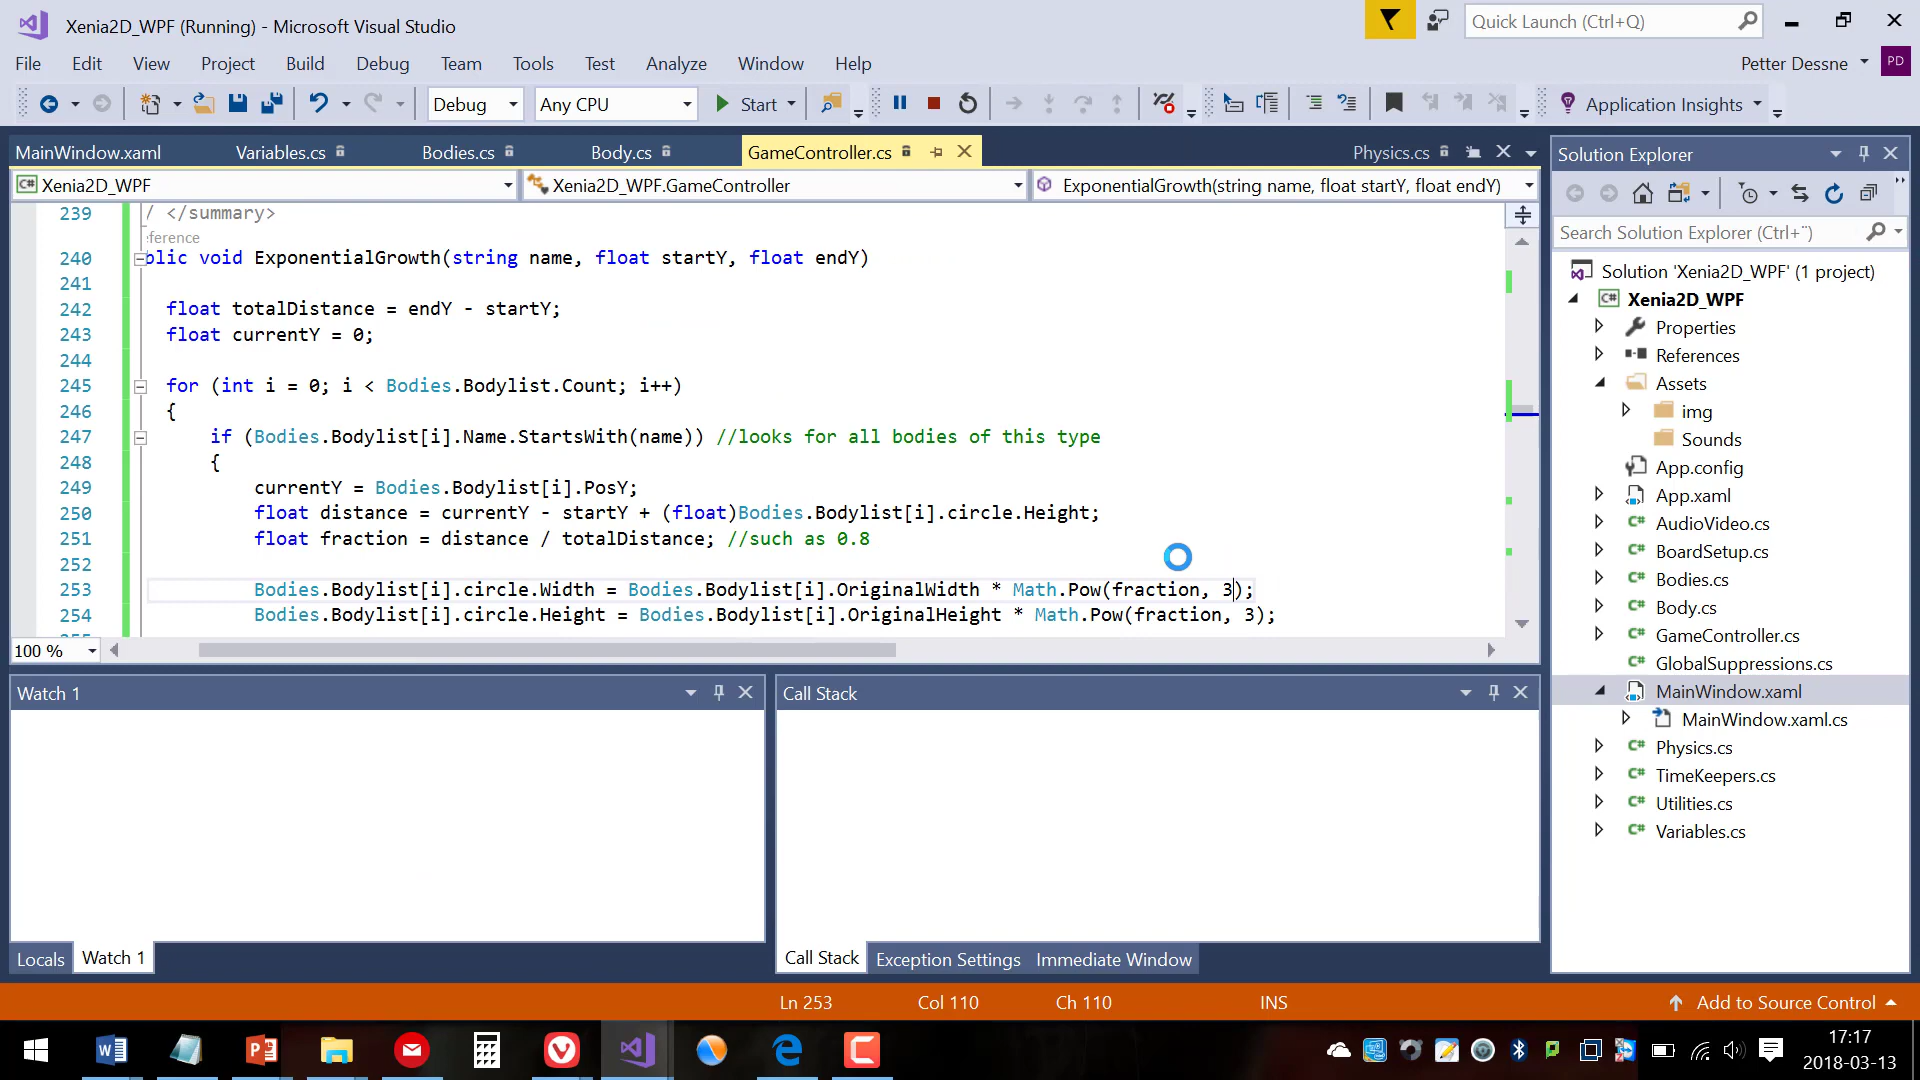 Xenia2D_WPF (Running) - Microsoft Visual Studio
Quick Launch (Ctrl+Q)
File Edit View Project Build Debug Team Tools Test Analyze Window Help
Petter Dessne PD
Debug Any CPU Start Application Insights
MainWindow.xaml Variables.cs Bodies.cs Body.cs GameController.cs Physics.cs
Xenia2D_WPF Xenia2D_WPF.GameController ExponentialGrowth(string name, float startY, float endY)
239 / </summary>
ference
240 blic void ExponentialGrowth(string name, float startY, float endY)
241
242 float totalDistance = endY - startY;
243 float currentY = 0;
244
245 for (int i = 0; i < Bodies.Bodylist.Count; i++)
246 {
247 if (Bodies.Bodylist[i].Name.StartsWith(name)) //looks for all bodies of this type
248 {
249 currentY = Bodies.Bodylist[i].PosY;
250 float distance = currentY - startY + (float)Bodies.Bodylist[i].circle.Height;
251 float fraction = distance / totalDistance; //such as 0.8
252
253 Bodies.Bodylist[i].circle.Width = Bodies.Bodylist[i].OriginalWidth * Math.Pow(fraction, 3);
254 Bodies.Bodylist[i].circle.Height = Bodies.Bodylist[i].OriginalHeight * Math.Pow(fraction, 3);
100 %
Watch 1
Locals Watch 1
Call Stack
Call Stack Exception Settings Immediate Window
Solution Explorer
Search Solution Explorer (Ctrl+¨)
Solution 'Xenia2D_WPF' (1 project)
C# Xenia2D_WPF
Properties
References
Assets
img
Sounds
App.config
App.xaml
C# AudioVideo.cs
C# BoardSetup.cs
C# Bodies.cs
C# Body.cs
C# GameController.cs
C# GlobalSuppressions.cs
MainWindow.xaml
MainWindow.xaml.cs
C# Physics.cs
C# TimeKeepers.cs
C# Utilities.cs
C# Variables.cs
Ln 253 Col 110 Ch 110 INS Add to Source Control
17:17
2018-03-13